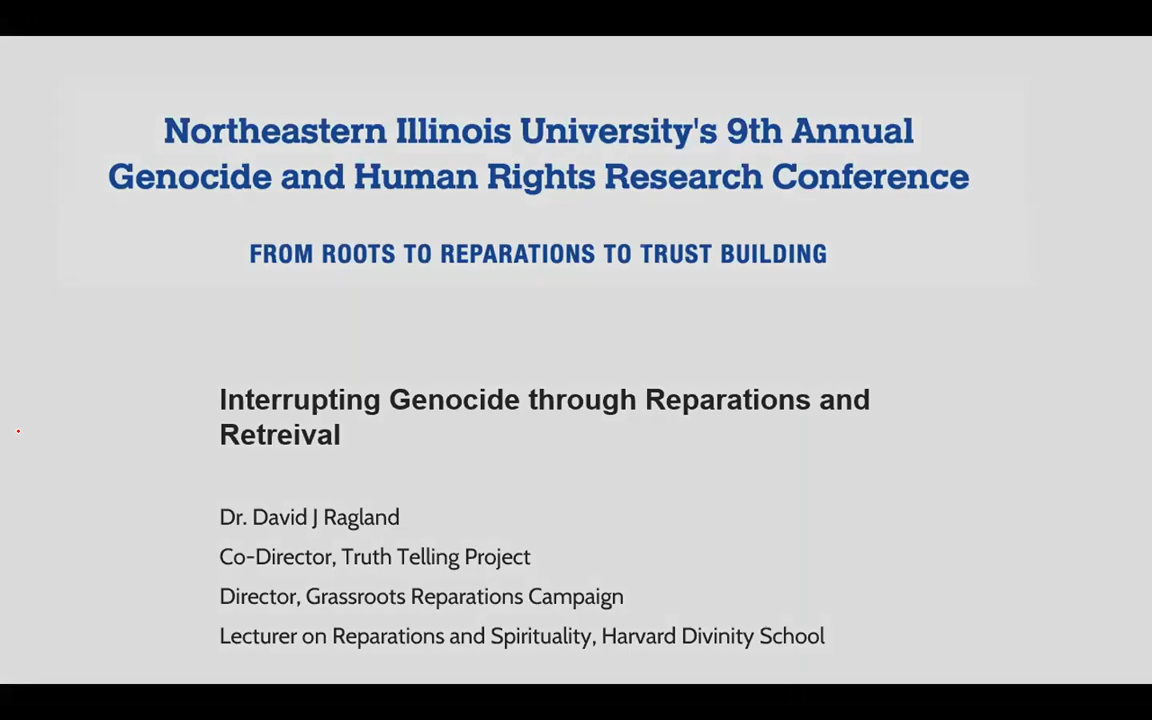 Northeastern Illinois University's 9th Annual
Genocide and Human Rights Research Conference
FROM ROOTS TO REPARATIONS TO TRUST BUILDING
Interrupting Genocide through Reparations and
Retreival
Dr. David J Ragland
Co-Director, Truth Telling Project
Director, Grassroots Reparations Campaign
Lecturer on Reparations and Spirituality, Harvard Divinity School